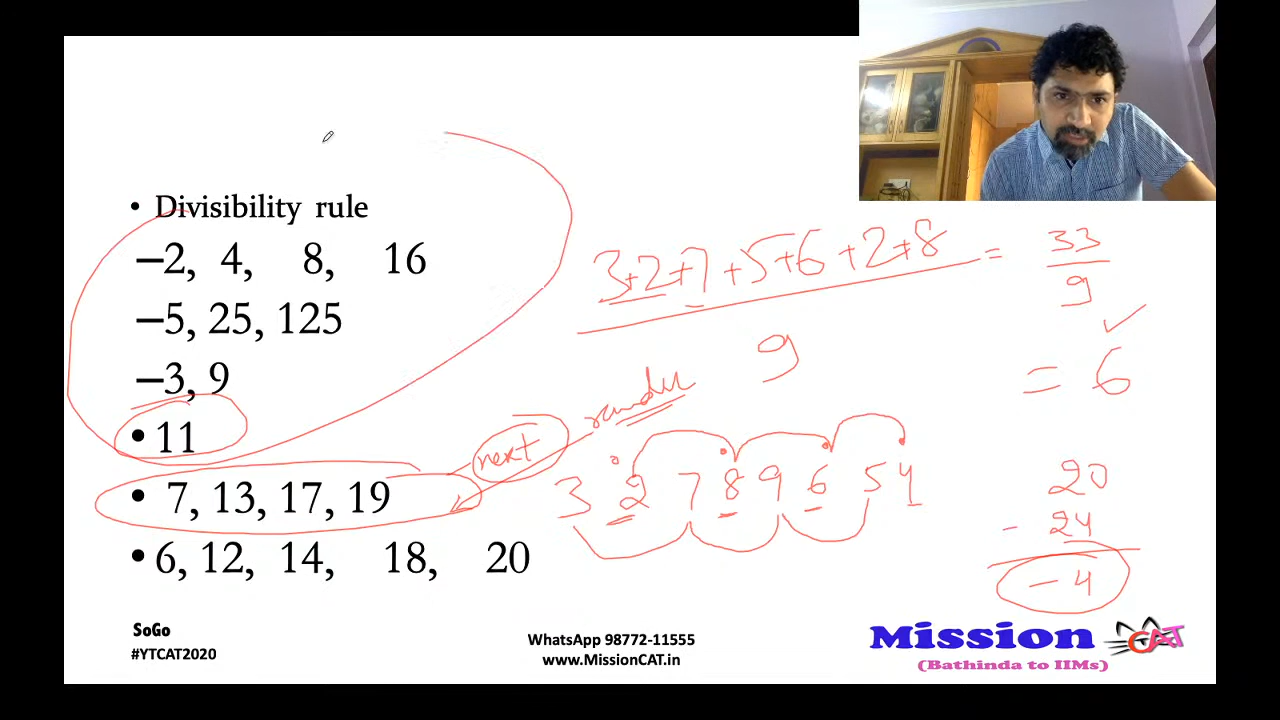 • Divisibility rule
–2, 4, 8, 16
–5, 25, 125
–3, 9
• 11
• 7, 13, 17, 19
• 6, 12, 14, 18, 20
3+2+7+5+6+2+8 = 33
9 9
= 6
next
3 2 7 8 9 6 5 4
20
- 24
- 4
SoGo
#YTCAT2020
WhatsApp 98772-11555
www.MissionCAT.in
Mission CAT
(Bathinda to IIMs)